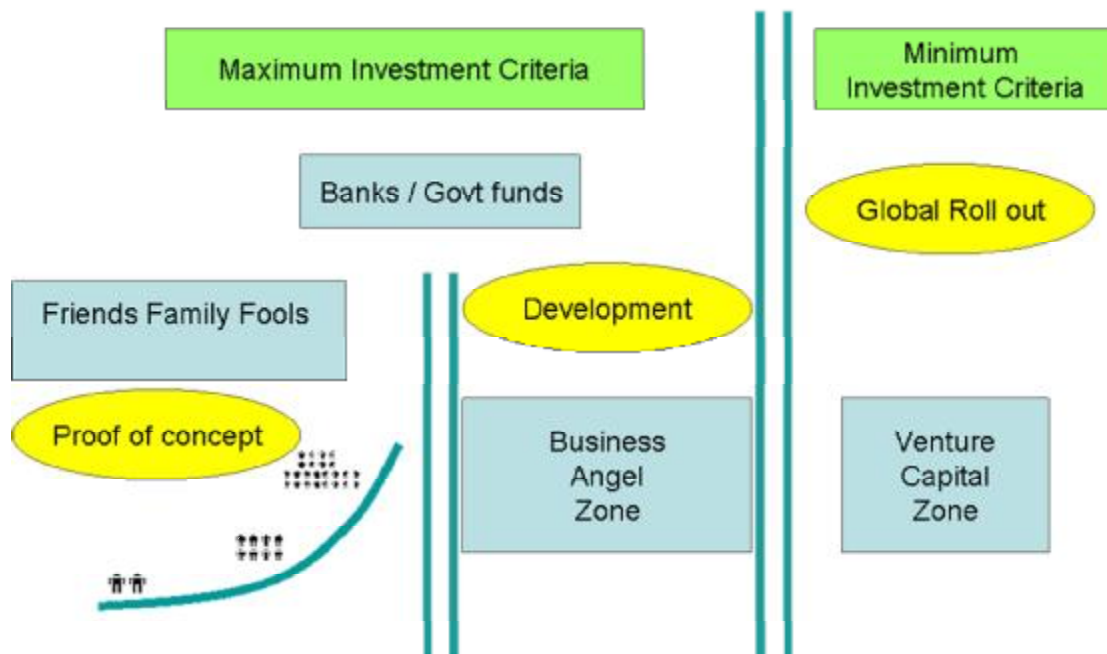 Maximum Investment Criteria
Minimum
Investment Criteria
Banks / Govt funds
Global Roll out
Friends Family Fools
Development
Proof of concept
Business
Angel
Zone
Venture
Capital
Zone